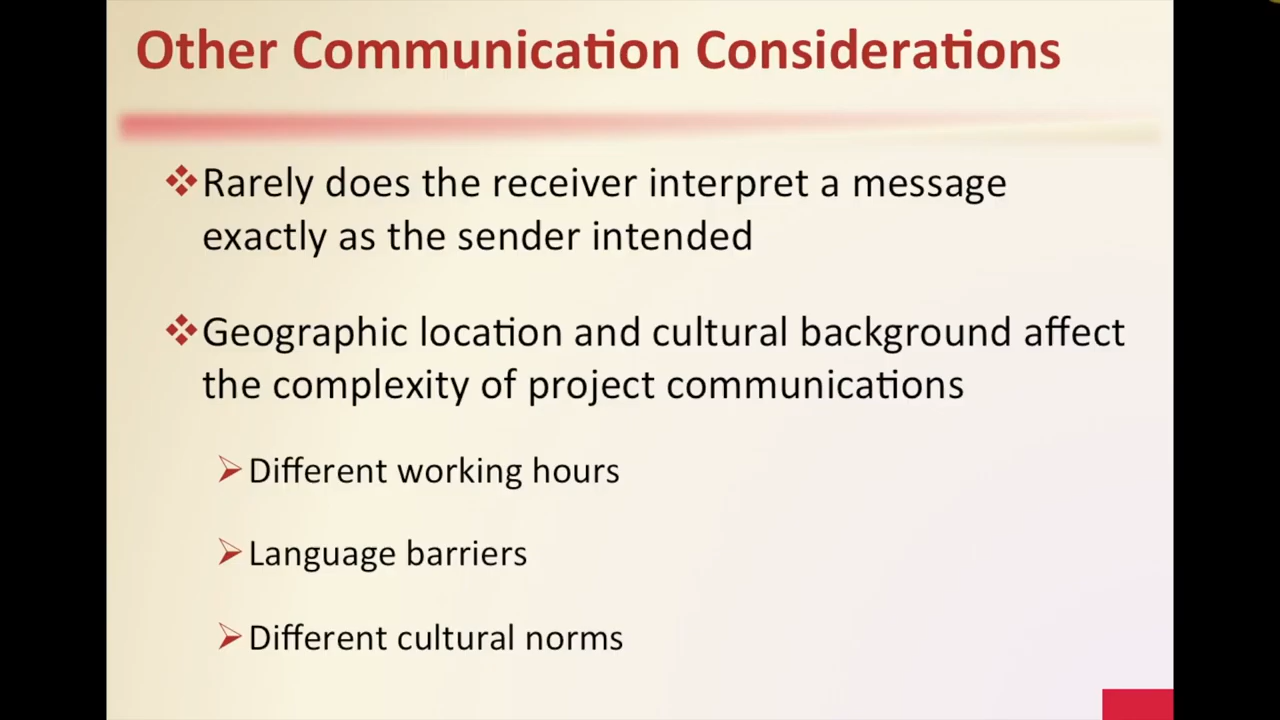 Other Communication Considerations
Rarely does the receiver interpret a message
exactly as the sender intended
Geographic location and cultural background affect
the complexity of project communications
Different working hours
Language barriers
Different cultural norms